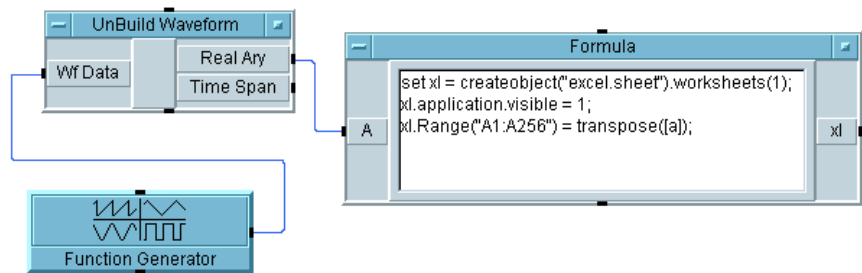 UnBuild Waveform
Wf Data
Real Ary
Time Span
Formula
A
set xl = createobject("excel.sheet").worksheets(1);
xl.application.visible = 1;
xl.Range("A1:A256") = transpose([a]);
xl
Function Generator